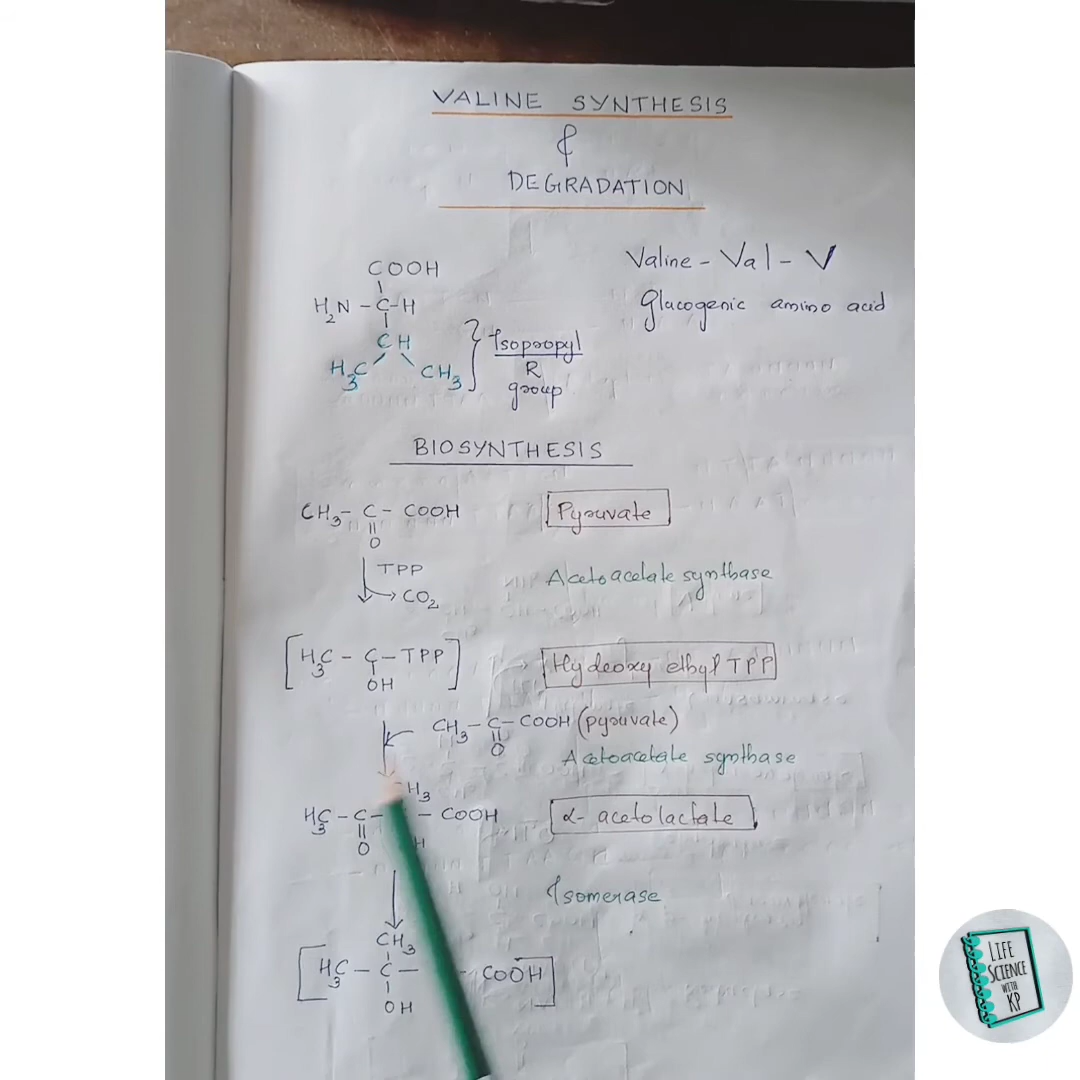 VALINE SYNTHESIS
&
DEGRADATION
Valine - Val - V
Glucogenic amino acid
COOH
H2N - C - H
CH
H3C CH3
Isopropyl
R
group
BIOSYNTHESIS
CH3 - C - COOH Pyruvate
O
TPP
CO2
Acetoacetate synthase
[H3C - C - TPP] Hydroxy ethyl TPP
OH
CH3 - C - COOH (pyruvate)
O
Acetoacetate synthase
H3
H3C - C - - COOH α- acetolactate
O H
Isomerase
CH3
[H3C - C - - COOH]
OH
LIFE
SCIENCE
WITH
KP